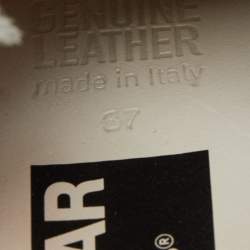 GENUINE
LEATHER
made in Italy
37
AR
®